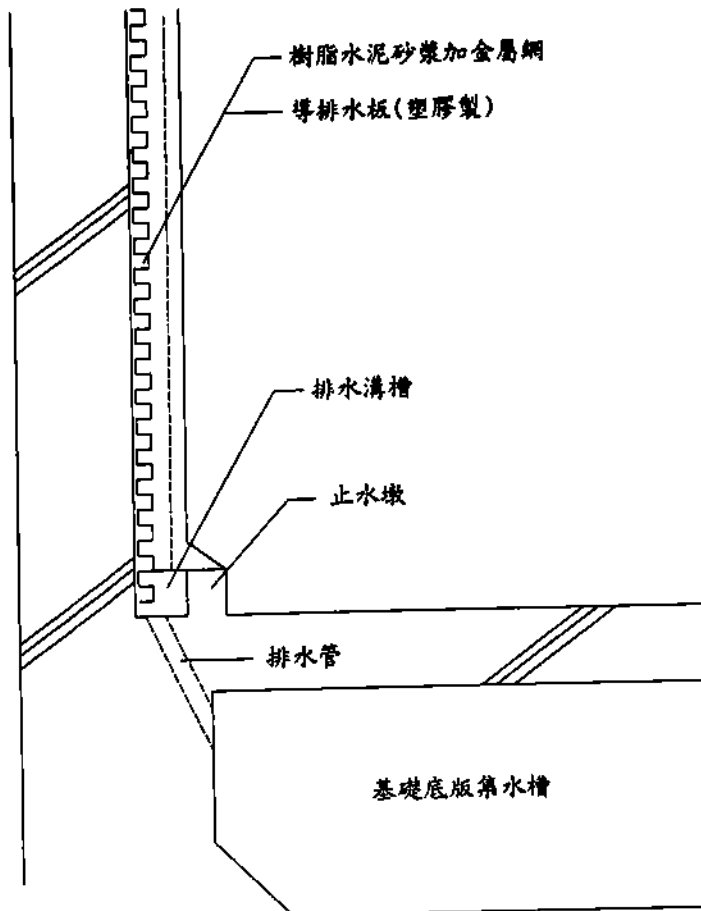 樹脂水泥砂漿加金屬網
導排水板(塑膠製)
排水溝槽
止水墩
排水管
基礎底版集水槽